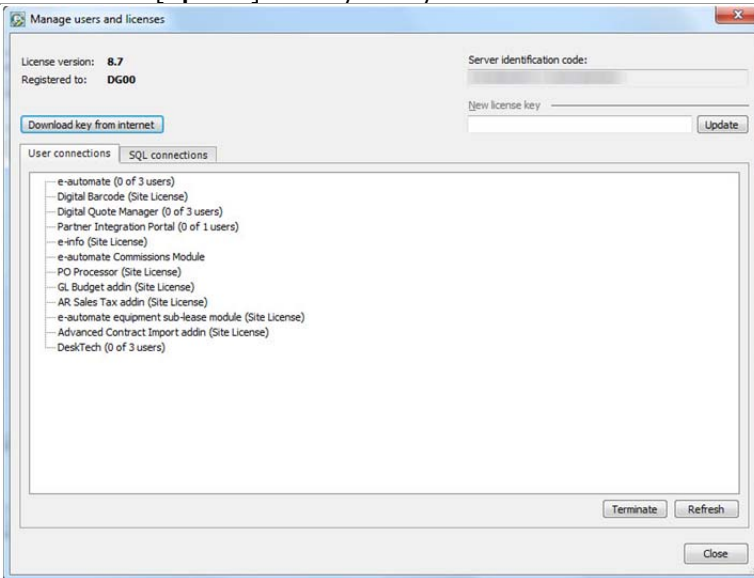 Manage users and licenses
License version: 8.7
Server identification code:
Registered to: DG00
New license key
Download key from internet
Update
User connections
SQL connections
e-automate (0 of 3 users)
Digital Barcode (Site License)
Digital Quote Manager (0 of 3 users)
Partner Integration Portal (0 of 1 users)
e-info (Site License)
e-automate Commissions Module
PO Processor (Site License)
GL Budget addin (Site License)
AR Sales Tax addin (Site License)
e-automate equipment sub-lease module (Site License)
Advanced Contract Import addin (Site License)
DeskTech (0 of 3 users)
Terminate
Refresh
Close